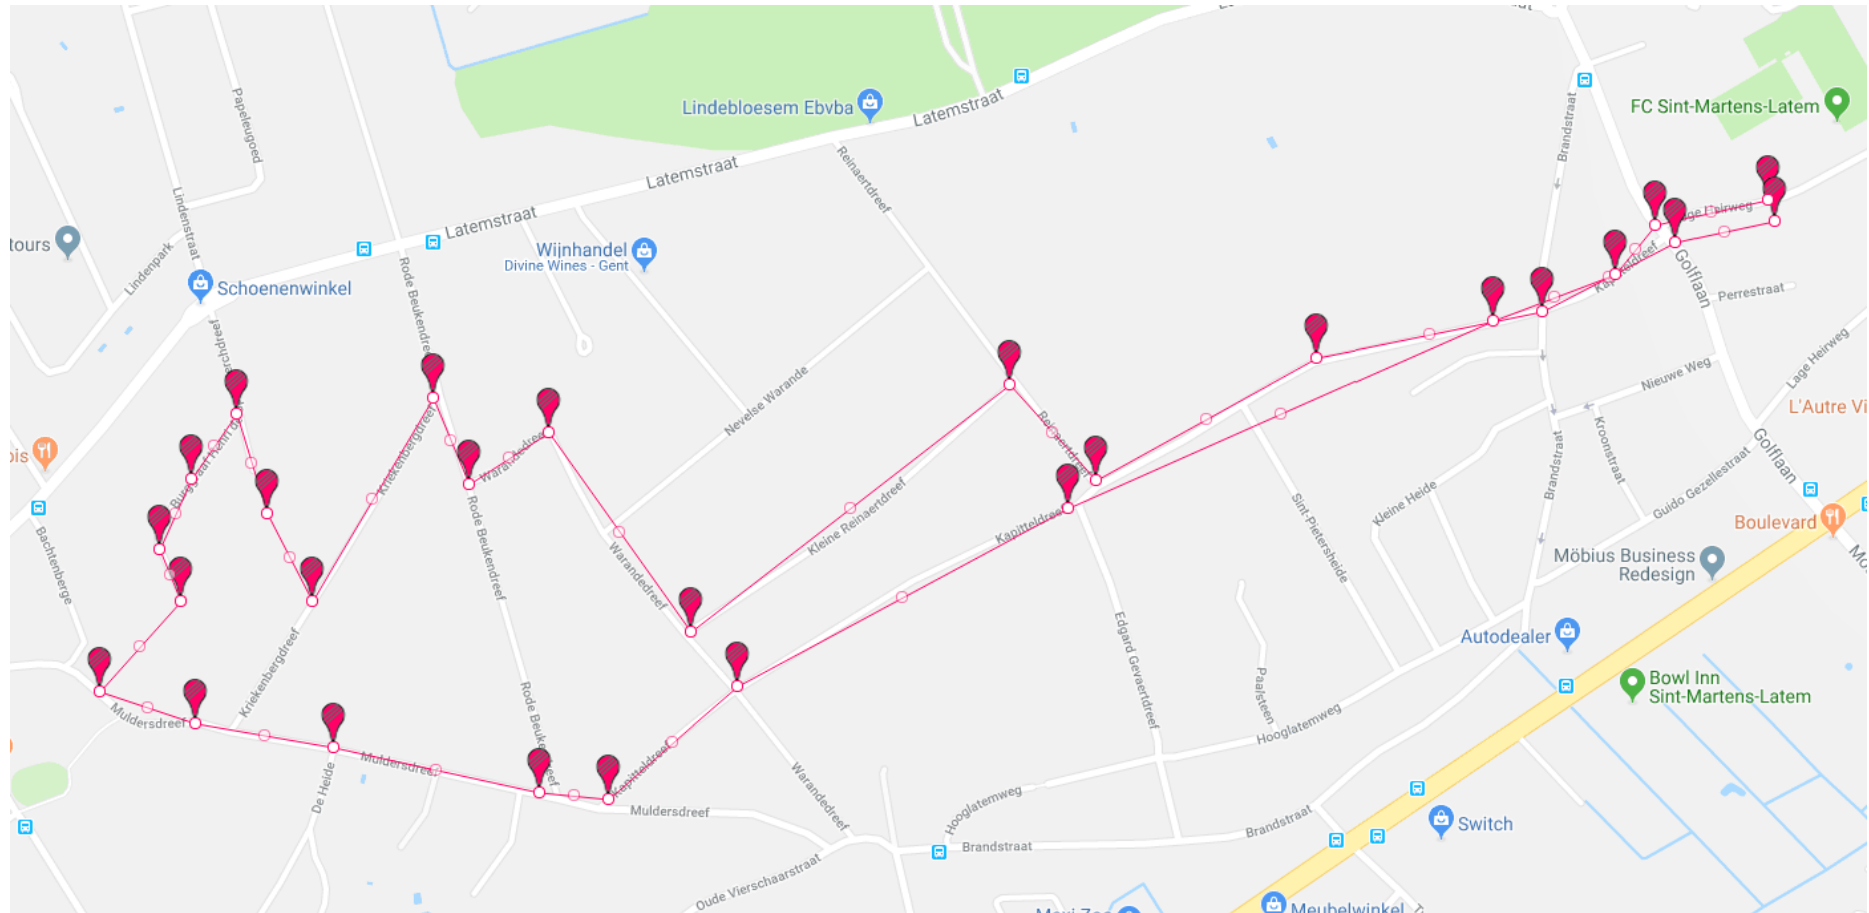 Papeleugoed
Lindenstraat
Lindenpark
tours
Schoenenwinkel
Lindebloesem Ebvba
Latemstraat
Latemstraat
Latemstraat
Reinaertdreef
Brandstraat
FC Sint-Martens-Latem
Wijnhandel
Divine Wines - Gent
Golflaan
Perrestraat
Nieuwe Weg
Lage Heirweg
L'Autre Vi
Nevelse Warande
Kriekenbergdreef
Warandedreef
Rode Beukendreef
Kleine Reinaertdreef
Kapitteldreef
Sint-Pietersheide
Kleine Heide
Kroonstraat
Brandstraat
Guido Gezellestraat
Golflaan
Boulevard
Möbius Business
Redesign
Bachtenberge
Warandedreef
Edgard Gevaertdreef
Paalsteen
Hooglatemweg
Autodealer
Bowl Inn
Sint-Martens-Latem
Kriekenbergdreef
Muldersdreef
Muldersdreef
De Heide
Kapitteldreef
Muldersdreef
Warandedreef
Hooglatemweg
Brandstraat
Brandstraat
Switch
Oude Vierschaarstraat
Meubelwinkel